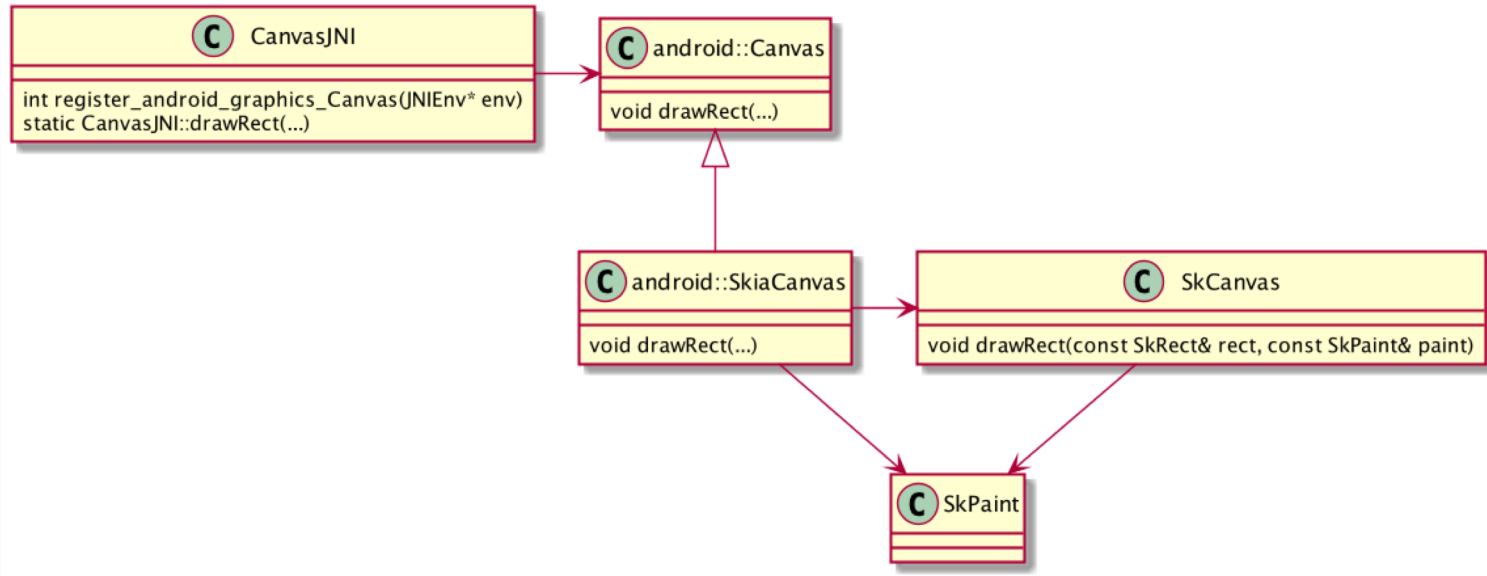 C CanvasJNI
int register_android_graphics_Canvas(JNIEnv* env)
static CanvasJNI::drawRect(...)
C android::Canvas
void drawRect(...)
C android::SkiaCanvas
void drawRect(...)
C SkCanvas
void drawRect(const SkRect& rect, const SkPaint& paint)
C SkPaint